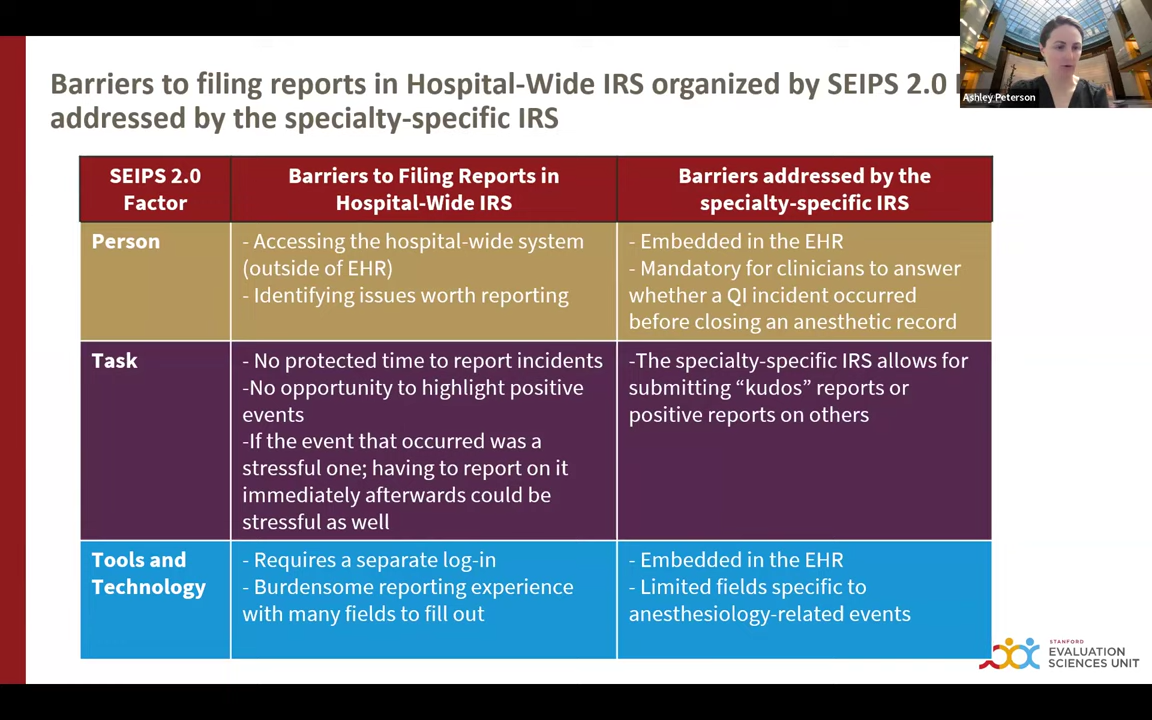 Barriers to filing reports in Hospital-Wide IRS organized by SEIPS 2.0
addressed by the specialty-specific IRS
Ashley Peterson
SEIPS 2.0
Factor
Barriers to Filing Reports in
Hospital-Wide IRS
Barriers addressed by the
specialty-specific IRS
Person
- Accessing the hospital-wide system
(outside of EHR)
- Identifying issues worth reporting
- Embedded in the EHR
- Mandatory for clinicians to answer
whether a QI incident occurred
before closing an anesthetic record
Task
- No protected time to report incidents
-No opportunity to highlight positive
events
-If the event that occurred was a
stressful one; having to report on it
immediately afterwards could be
stressful as well
-The specialty-specific IRS allows for
submitting “kudos” reports or
positive reports on others
Tools and
Technology
- Requires a separate log-in
- Burdensome reporting experience
with many fields to fill out
- Embedded in the EHR
- Limited fields specific to
anesthesiology-related events
STANFORD
EVALUATION
SCIENCES UNIT